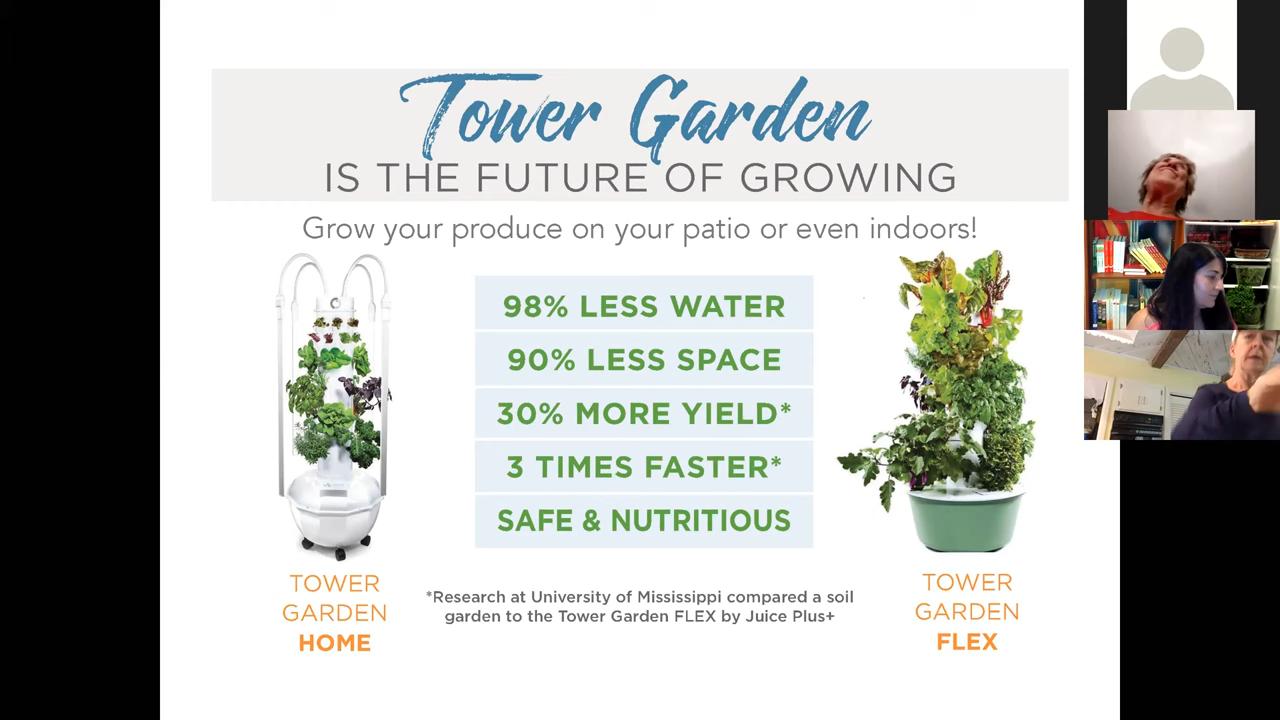 Tower Garden
IS THE FUTURE OF GROWING
Grow your produce on your patio or even indoors!
98% LESS WATER
90% LESS SPACE
30% MORE YIELD*
3 TIMES FASTER*
SAFE & NUTRITIOUS
TOWER
GARDEN
HOME
*Research at University of Mississippi compared a soil
garden to the Tower Garden FLEX by Juice Plus+
TOWER
GARDEN
FLEX